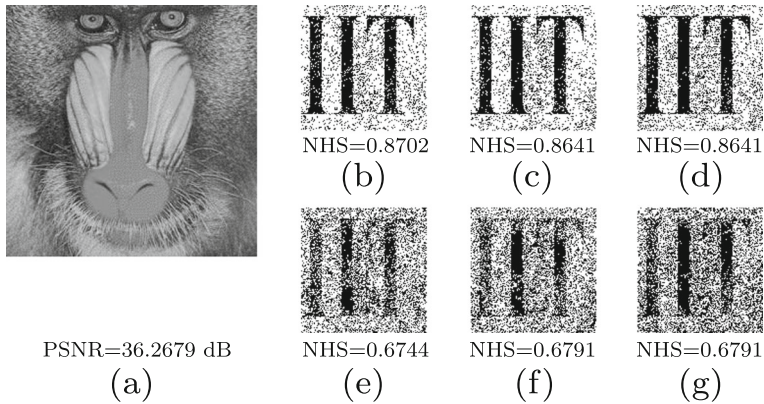 IIT IIT IIT
NHS=0.8702 NHS=0.8641 NHS=0.8641
(b) (c) (d)
IIT IIT IIT
PSNR=36.2679 dB NHS=0.6744 NHS=0.6791 NHS=0.6791
(a) (e) (f) (g)